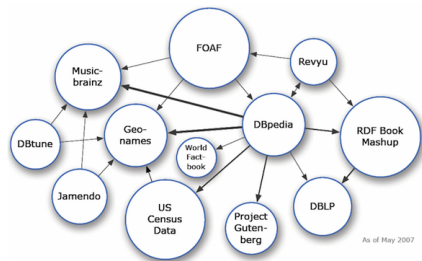 FOAF
Music-
brainz
Revyu
DBpedia
DBtune
Geo-
names
World
Fact-
book
RDF Book
Mashup
Jamendo
US
Census
Data
Project
Guten-
berg
DBLP
As of May 2007